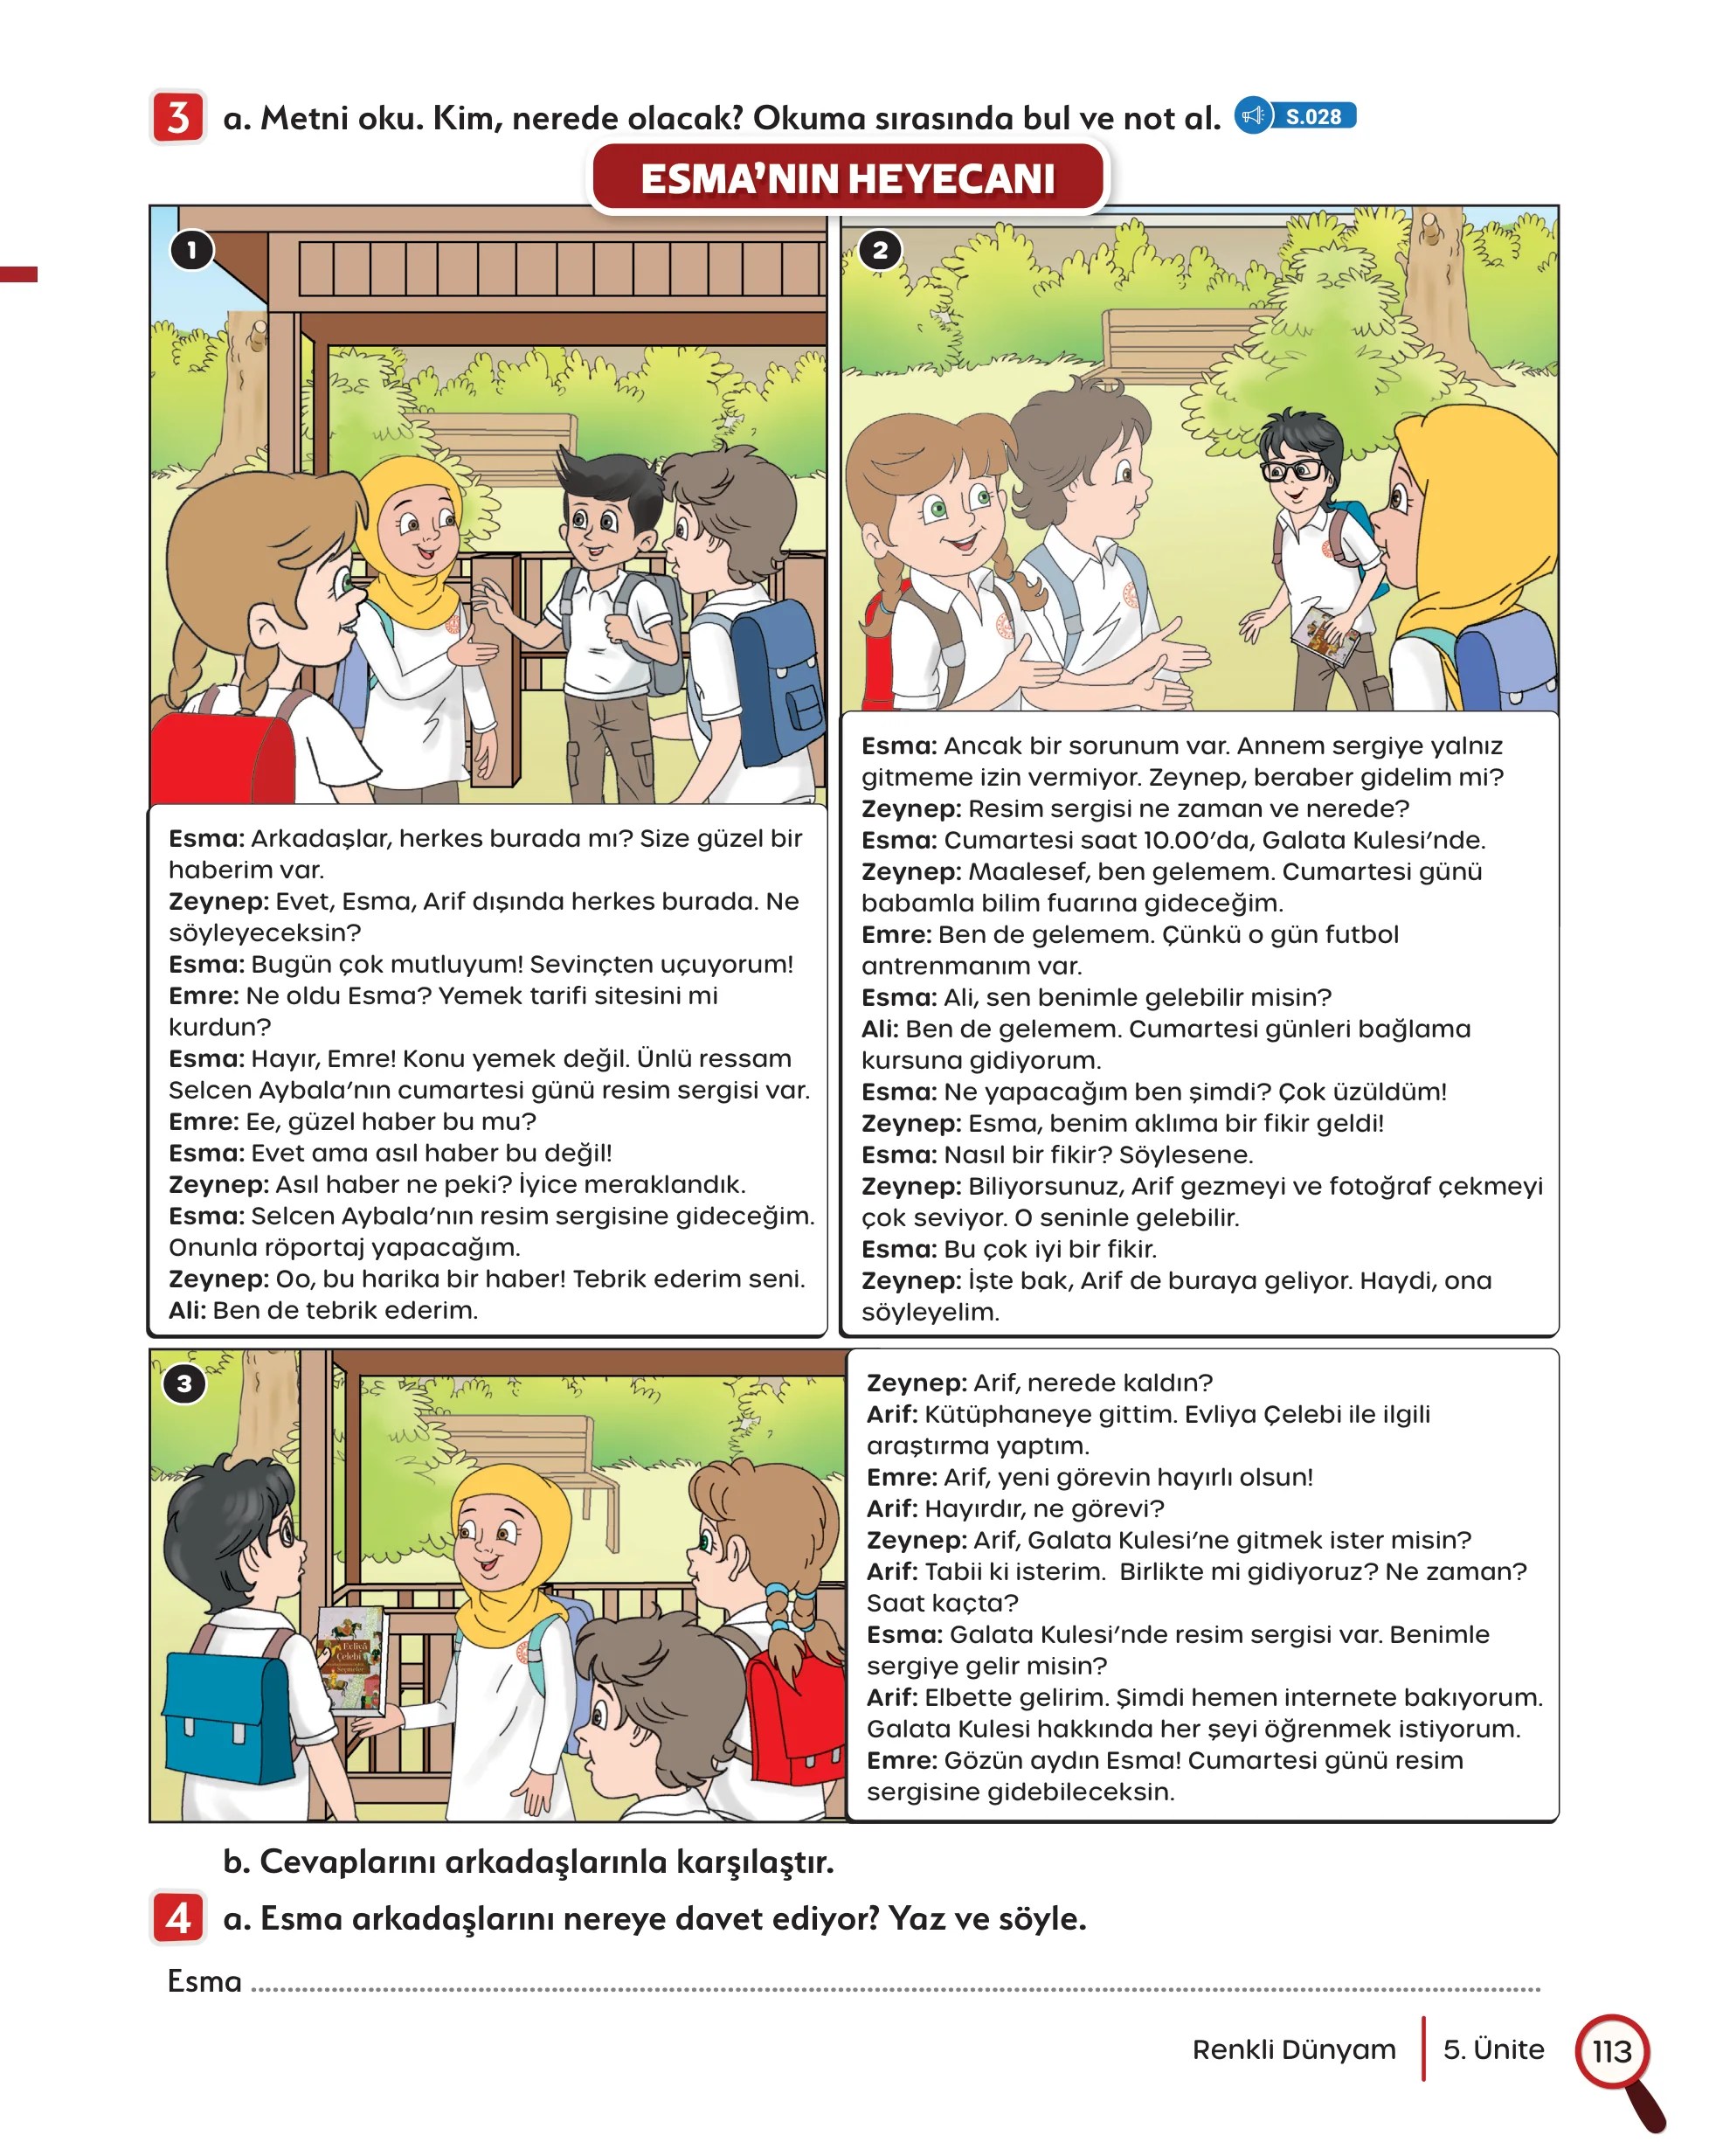 3 a. Metni oku. Kim, nerede olacak? Okuma sırasında bul ve not al. S.028
ESMA'NIN HEYECANI
1
Esma: Arkadaşlar, herkes burada mı? Size güzel bir
haberim var.
Zeynep: Evet, Esma, Arif dışında herkes burada. Ne
söyleyeceksin?
Esma: Bugün çok mutluyum! Sevinçten uçuyorum!
Emre: Ne oldu Esma? Yemek tarifi sitesini mi
kurdun?
Esma: Hayır, Emre! Konu yemek değil. Ünlü ressam
Selcen Aybala'nın cumartesi günü resim sergisi var.
Emre: Ee, güzel haber bu mu?
Esma: Evet ama asıl haber bu değil!
Zeynep: Asıl haber ne peki? İyice meraklandık.
Esma: Selcen Aybala'nın resim sergisine gideceğim.
Onunla röportaj yapacağım.
Zeynep: Oo, bu harika bir haber! Tebrik ederim seni.
Ali: Ben de tebrik ederim.
2
Esma: Ancak bir sorunum var. Annem sergiye yalnız
gitmeme izin vermiyor. Zeynep, beraber gidelim mi?
Zeynep: Resim sergisi ne zaman ve nerede?
Esma: Cumartesi saat 10.00'da, Galata Kulesi'nde.
Zeynep: Maalesef, ben gelemem. Cumartesi günü
babamla bilim fuarına gideceğim.
Emre: Ben de gelemem. Çünkü o gün futbol
antrenmanım var.
Esma: Ali, sen benimle gelebilir misin?
Ali: Ben de gelemem. Cumartesi günleri bağlama
kursuna gidiyorum.
Esma: Ne yapacağım ben şimdi? Çok üzüldüm!
Zeynep: Esma, benim aklıma bir fikir geldi!
Esma: Nasıl bir fikir? Söylesene.
Zeynep: Biliyorsunuz, Arif gezmeyi ve fotoğraf çekmeyi
çok seviyor. O seninle gelebilir.
Esma: Bu çok iyi bir fikir.
Zeynep: İşte bak, Arif de buraya geliyor. Haydi, ona
söyleyelim.
3
Evliyâ
Çelebi
Seçmeler
Zeynep: Arif, nerede kaldın?
Arif: Kütüphaneye gittim. Evliya Çelebi ile ilgili
araştırma yaptım.
Emre: Arif, yeni görevin hayırlı olsun!
Arif: Hayırdır, ne görevi?
Zeynep: Arif, Galata Kulesi'ne gitmek ister misin?
Arif: Tabii ki isterim. Birlikte mi gidiyoruz? Ne zaman?
Saat kaçta?
Esma: Galata Kulesi'nde resim sergisi var. Benimle
sergiye gelir misin?
Arif: Elbette gelirim. Şimdi hemen internete bakıyorum.
Galata Kulesi hakkında her şeyi öğrenmek istiyorum.
Emre: Gözün aydın Esma! Cumartesi günü resim
sergisine gidebileceksin.
b. Cevaplarını arkadaşlarınla karşılaştır.
4 a. Esma arkadaşlarını nereye davet ediyor? Yaz ve söyle.
Esma
Renkli Dünyam 5. Ünite 113